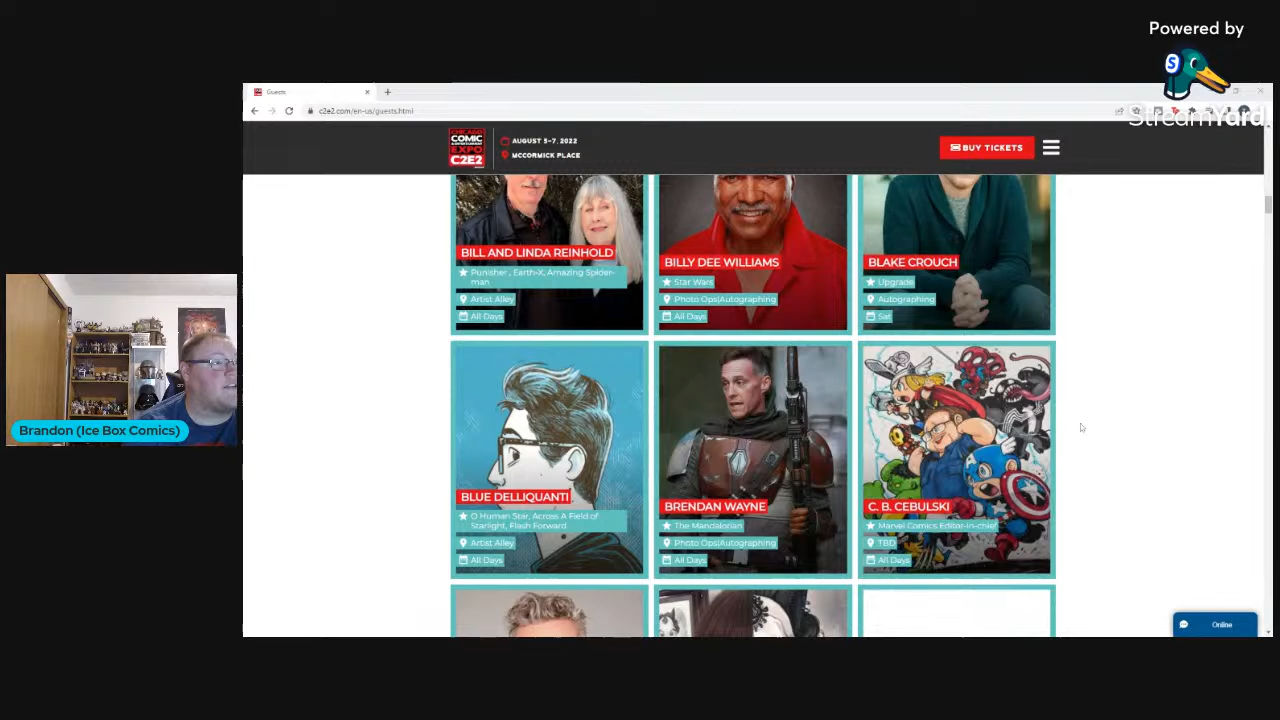 Powered by
StreamYard
Guests
c2e2.com/en-us/guests.html
CHICAGO
COMIC
EXPO
C2E2
AUGUST 5-7, 2022
MCCORMICK PLACE
BUY TICKETS
BILL AND LINDA REINHOLD
Punisher , Earth-X, Amazing Spider-
man
Artist Alley
All Days
BILLY DEE WILLIAMS
Star Wars
Photo Ops|Autographing
All Days
BLAKE CROUCH
Upgrade
Autographing
Sat
BLUE DELLIQUANTI
O Human Star, Across A Field of
Starlight, Flash Forward
Artist Alley
All Days
BRENDAN WAYNE
The Mandalorian
Photo Ops|Autographing
All Days
C. B. CEBULSKI
Marvel Comics Editor-in-chief
TBD
All Days
Brandon (Ice Box Comics)
Online